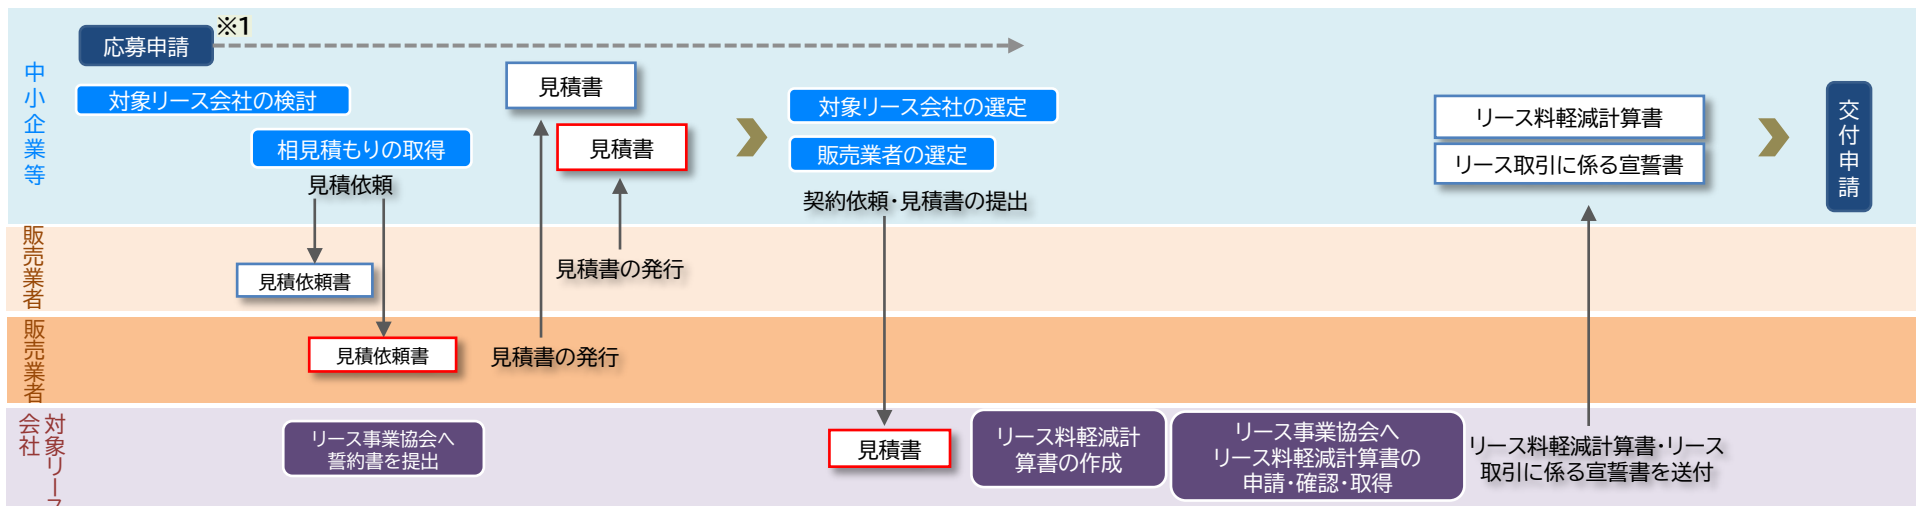 中小企業等
応募申請
※1
対象リース会社の検討
相見積もりの取得
見積依頼
見積書
見積書
対象リース会社の選定
販売業者の選定
契約依頼・見積書の提出
リース料軽減計算書
リース取引に係る宣誓書
交付申請
販売業者
見積依頼書
見積書の発行
販売業者
見積依頼書
見積書の発行
対象リース
会社
リース事業協会へ
誓約書を提出
見積書
リース料軽減計
算書の作成
リース事業協会へ
リース料軽減計算書の
申請・確認・取得
リース料軽減計算書・リース
取引に係る宣誓書を送付